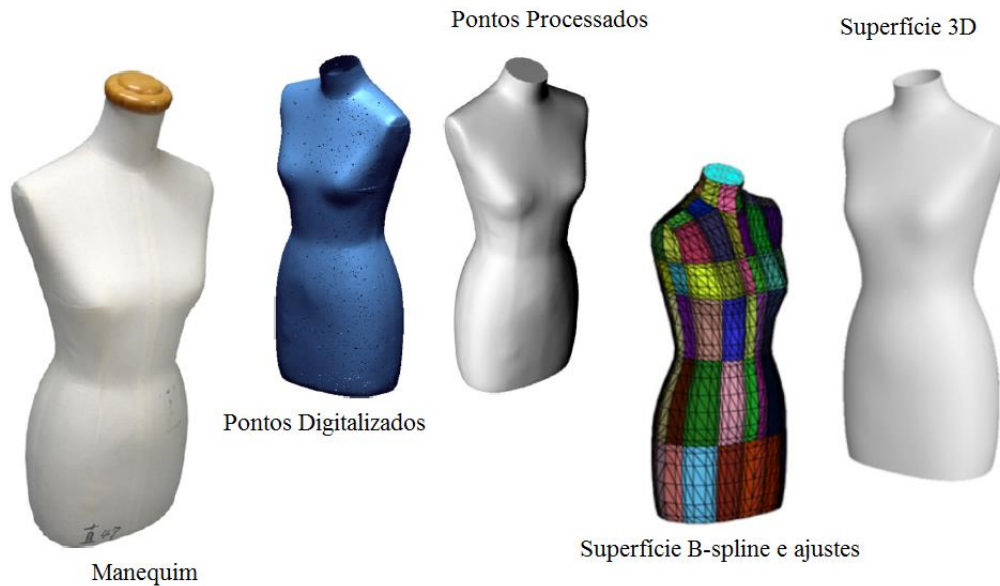 Pontos Processados
Superfície 3D
Pontos Digitalizados
Superfície B-spline e ajustes
Manequim